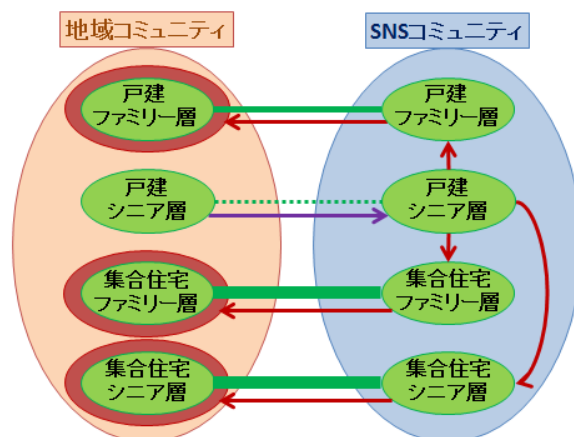 地域コミュニティ
SNSコミュニティ
戸建
ファミリー層
戸建
ファミリー層
戸建
シニア層
戸建
シニア層
集合住宅
ファミリー層
集合住宅
ファミリー層
集合住宅
シニア層
集合住宅
シニア層